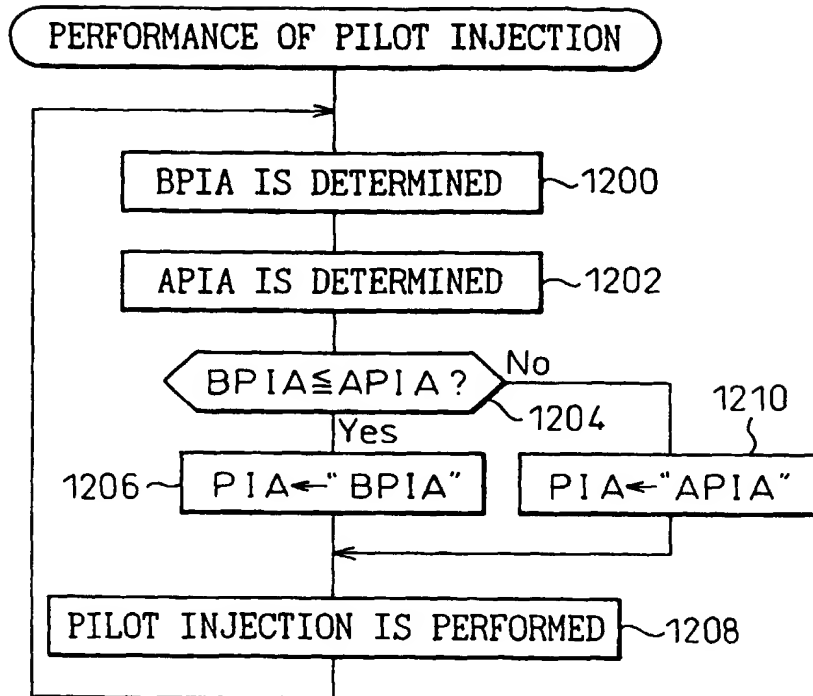 PERFORMANCE OF PILOT INJECTION
BPIA IS DETERMINED
1200
APIA IS DETERMINED
1202
BPIA≦APIA?
No
1204
Yes
1210
1206
PIA←"BPIA"
PIA←"APIA"
PILOT INJECTION IS PERFORMED
1208